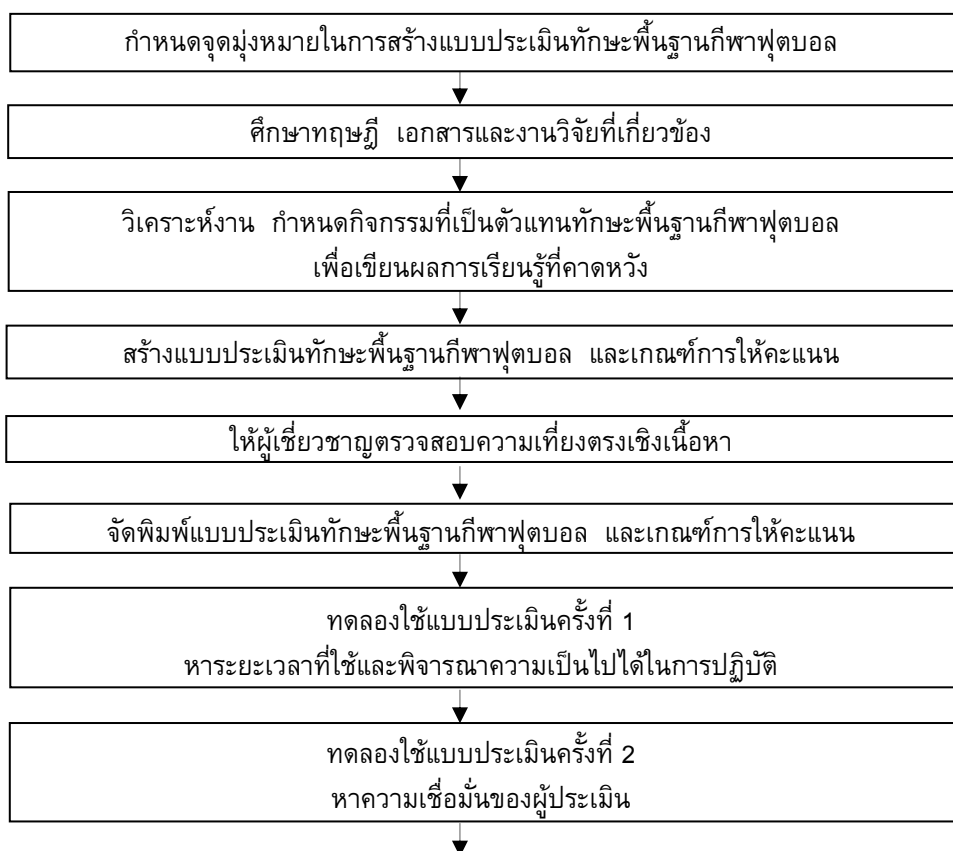 กำหนดจุดมุ่งหมายในการสร้างแบบประเมินทักษะพื้นฐานกีฬาฟุตบอล
ศึกษาทฤษฎี เอกสารและงานวิจัยที่เกี่ยวข้อง
วิเคราะห์งาน กำหนดกิจกรรมที่เป็นตัวแทนทักษะพื้นฐานกีฬาฟุตบอล
เพื่อเขียนผลการเรียนรู้ที่คาดหวัง
สร้างแบบประเมินทักษะพื้นฐานกีฬาฟุตบอล และเกณฑ์การให้คะแนน
ให้ผู้เชี่ยวชาญตรวจสอบความเที่ยงตรงเชิงเนื้อหา
จัดพิมพ์แบบประเมินทักษะพื้นฐานกีฬาฟุตบอล และเกณฑ์การให้คะแนน
ทดลองใช้แบบประเมินครั้งที่ 1
หาระยะเวลาที่ใช้และพิจารณาความเป็นไปได้ในการปฏิบัติ
ทดลองใช้แบบประเมินครั้งที่ 2
หาความเชื่อมั่นของผู้ประเมิน